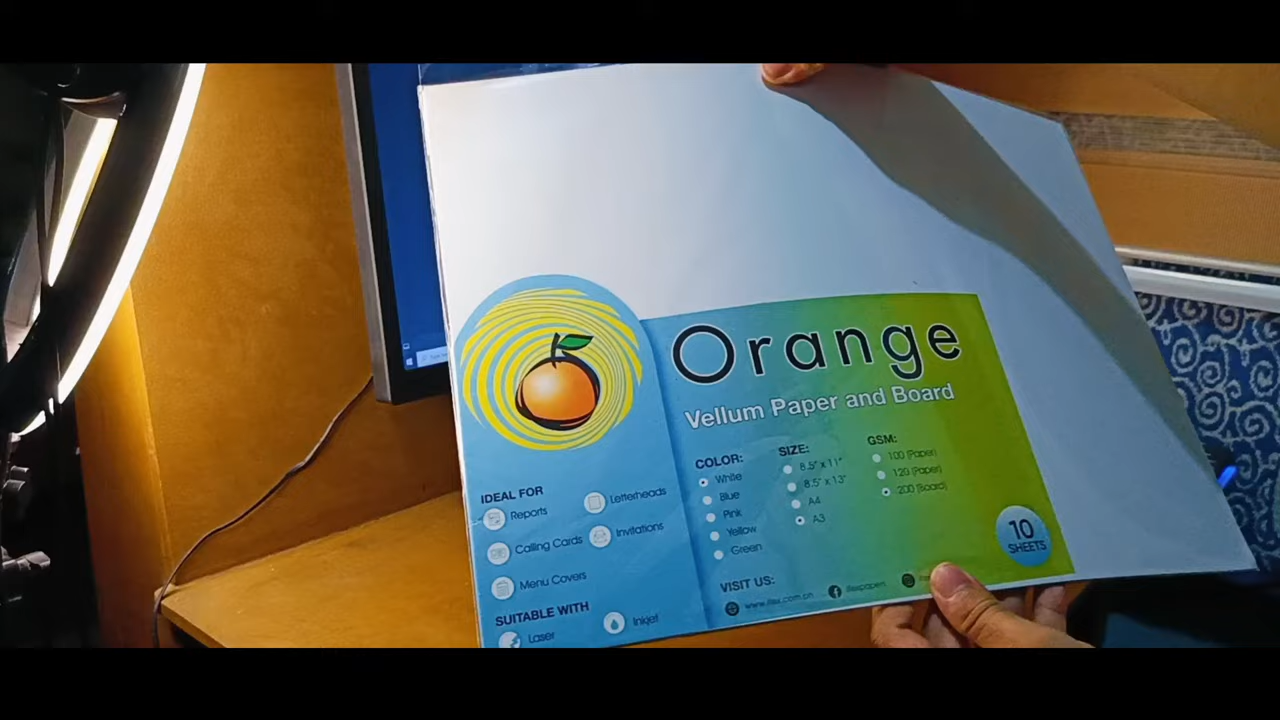 Orange
Vellum Paper and Board
COLOR:
White
Blue
Pink
Yellow
Green
SIZE:
8.5" x 11"
8.5" x 13"
A4
A3
GSM:
100 (Paper)
120 (Paper)
200 (Board)
IDEAL FOR
Reports
Letterheads
Calling Cards
Invitations
Menu Covers
SUITABLE WITH
Laser
Inkjet
VISIT US:
10
SHEETS